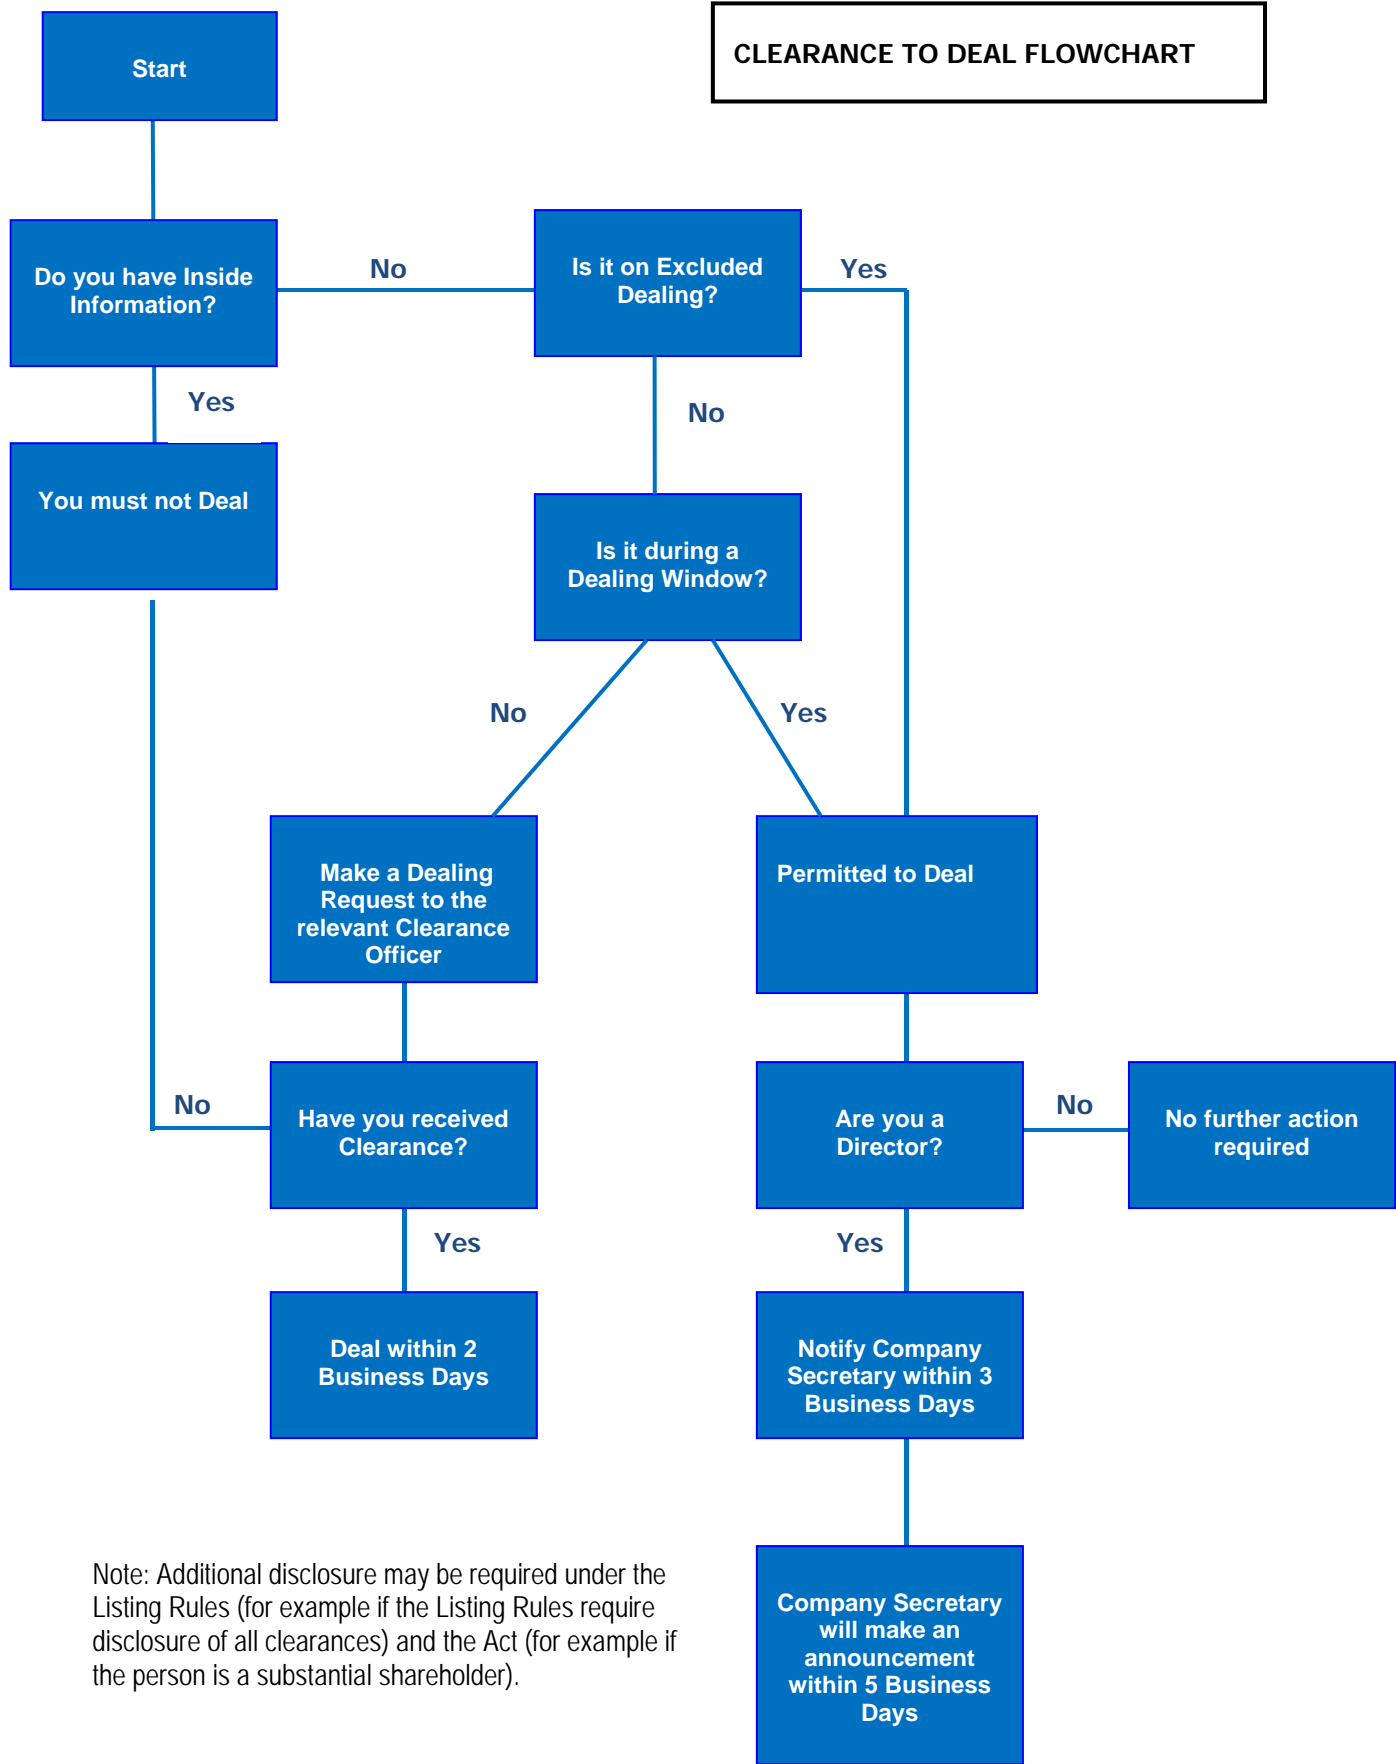 CLEARANCE TO DEAL FLOWCHART
Start
Do you have Inside
Information?
No
Is it on Excluded
Dealing?
Yes
Yes
No
You must not Deal
Is it during a
Dealing Window?
No
Yes
Make a Dealing
Request to the
relevant Clearance
Officer
Permitted to Deal
No
Have you received
Clearance?
Are you a
Director?
No
No further action
required
Yes
Yes
Deal within 2
Business Days
Notify Company
Secretary within 3
Business Days
Note: Additional disclosure may be required under the
Listing Rules (for example if the Listing Rules require
disclosure of all clearances) and the Act (for example if
the person is a substantial shareholder).
Company Secretary
will make an
announcement
within 5 Business
Days